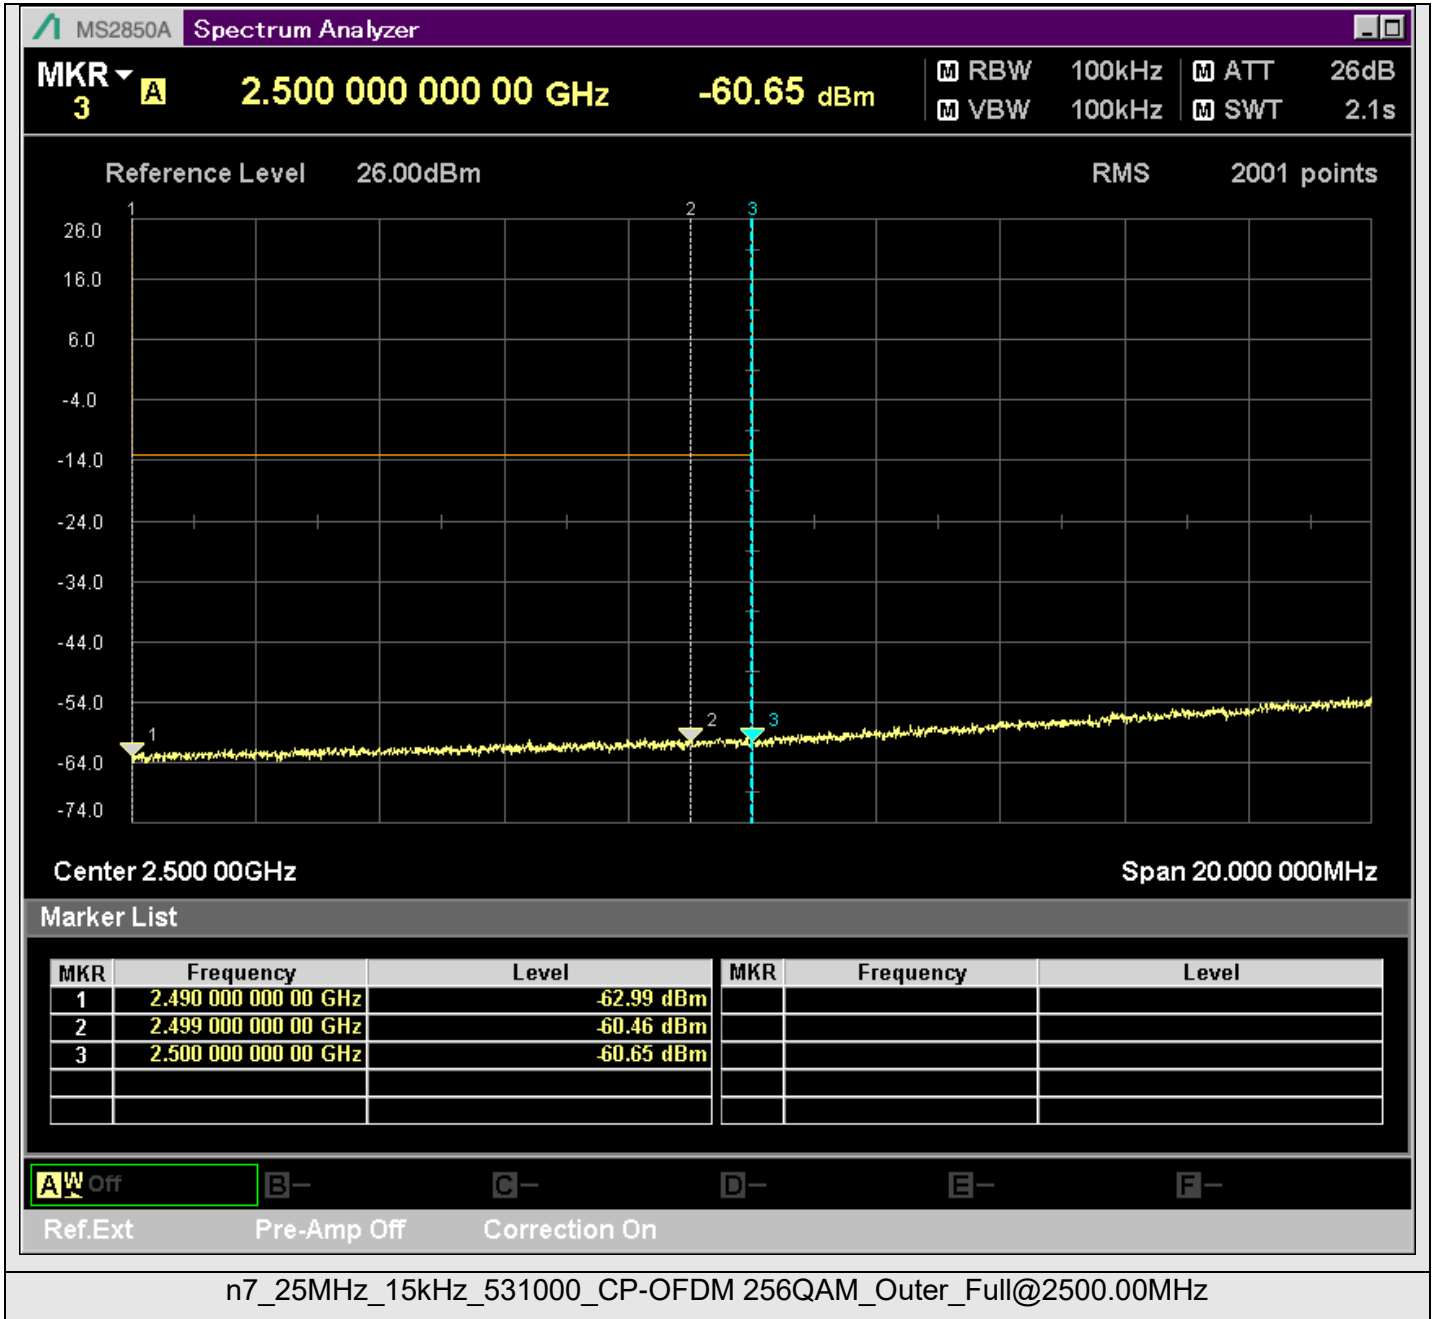 MS2850A Spectrum Analyzer
MKR A 2.500 000 000 00 GHz -60.65 dBm M RBW 100kHz M ATT 26dB
3 M VBW 100kHz M SWT 2.1s
Reference Level 26.00dBm RMS 2001 points
1 2 3
26.0
16.0
6.0
-4.0
-14.0
-24.0
-34.0
-44.0
-54.0
1 2 3
-64.0
-74.0
Center 2.500 00GHz Span 20.000 000MHz
Marker List
MKR Frequency Level MKR Frequency Level
1 2.490 000 000 00 GHz -62.99 dBm
2 2.499 000 000 00 GHz -60.46 dBm
3 2.500 000 000 00 GHz -60.65 dBm
A W Off B C D E F
Ref.Ext Pre-Amp Off Correction On
n7_25MHz_15kHz_531000_CP-OFDM 256QAM_Outer_Full@2500.00MHz